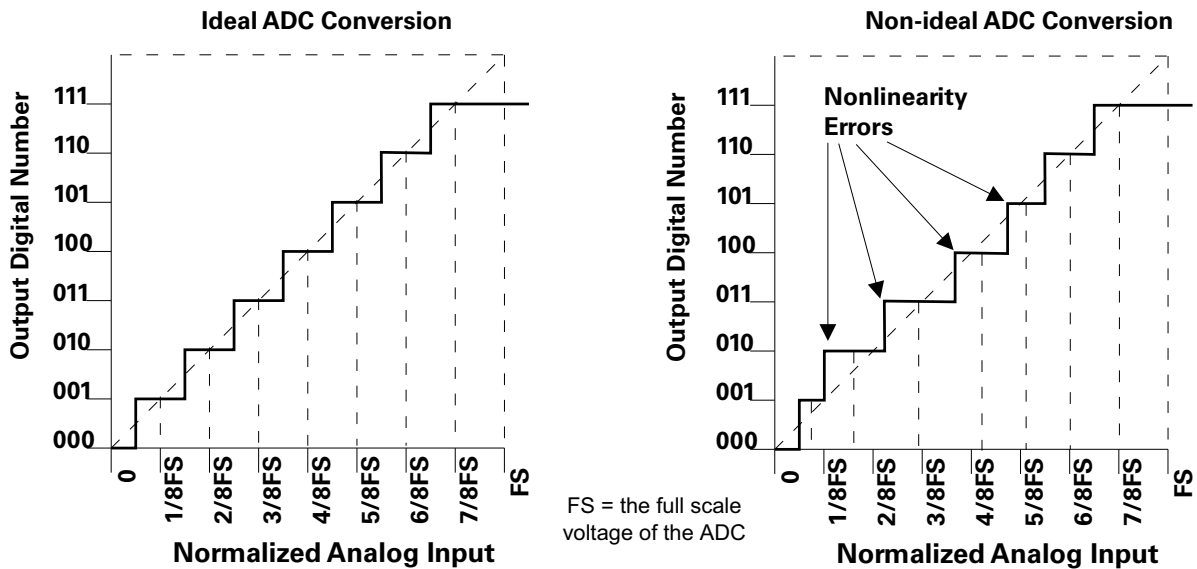 Ideal ADC Conversion
Output Digital Number
111
110
101
100
011
010
001
000
0
1/8FS
2/8FS
3/8FS
4/8FS
5/8FS
6/8FS
7/8FS
FS
Normalized Analog Input
FS = the full scale
voltage of the ADC
Non-ideal ADC Conversion
Output Digital Number
Nonlinearity
Errors
111
110
101
100
011
010
001
000
0
1/8FS
2/8FS
3/8FS
4/8FS
5/8FS
6/8FS
7/8FS
FS
Normalized Analog Input